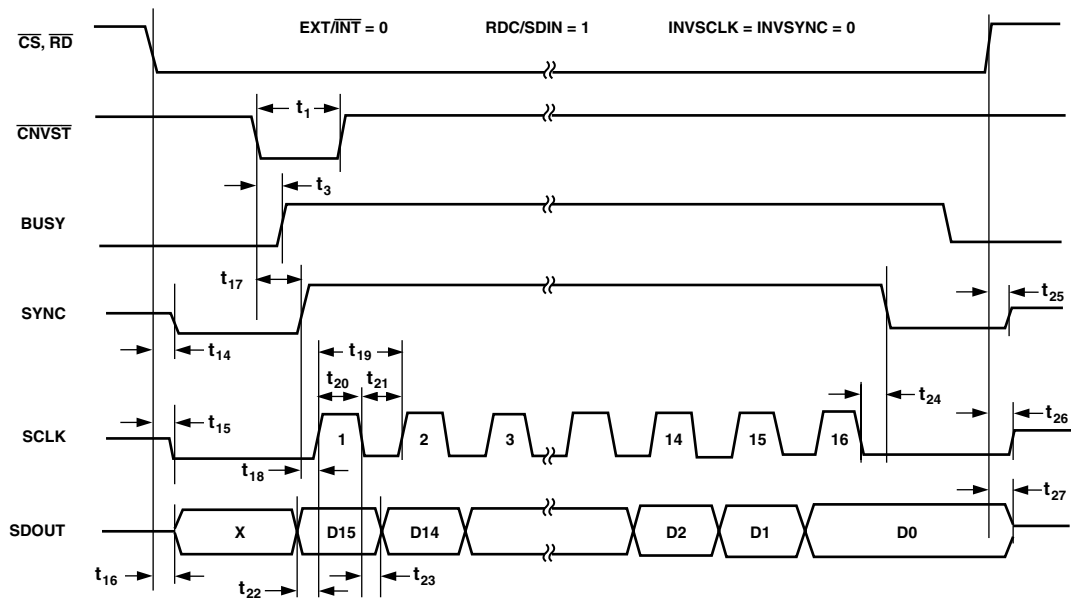 EXT/INT = 0 RDC/SDIN = 1 INVSCLK = INVSYNC = 0
CS, RD
t1
CNVST
t3
BUSY
t17
SYNC
t25
t14
t19
t20 t21
t24
t15
t26
SCLK
1 2 3 14 15 16
t18
t27
SDOUT
X D15 D14 D2 D1 D0
t16
t22
t23